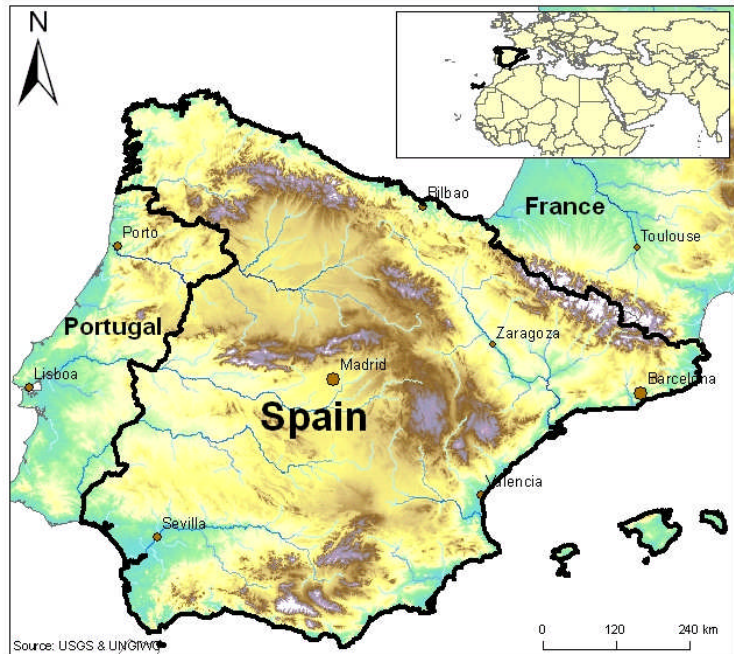 N
Bilbao
France
Porto
Toulouse
Portugal
Zaragoza
Lisboa
Madrid
Barcelona
Spain
Valencia
Sevilla
Source: USGS & UNGIWG
0 120 240 km